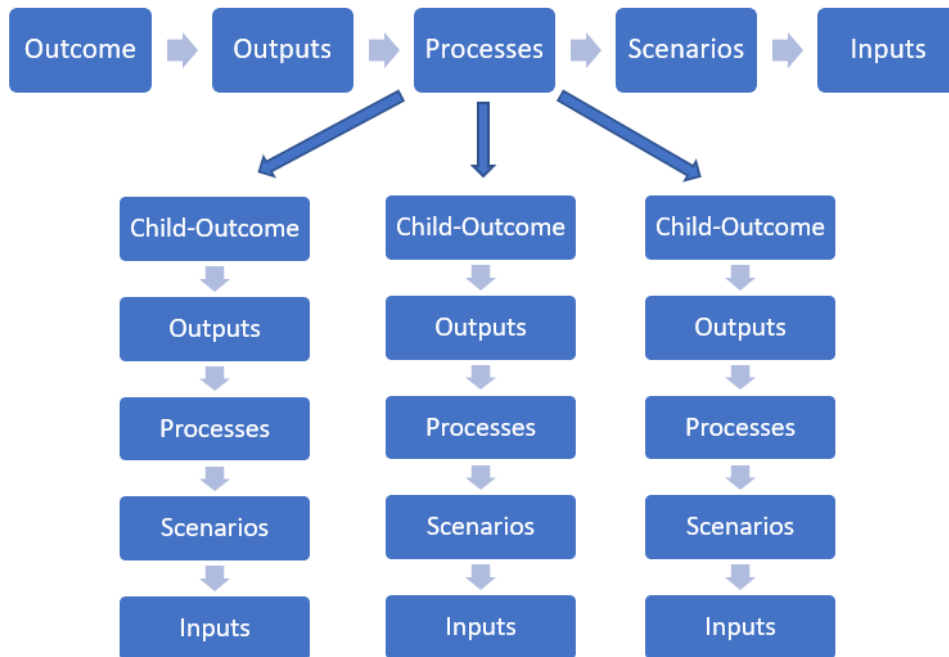 Outcome
Outputs
Processes
Scenarios
Inputs
Child-Outcome
Child-Outcome
Child-Outcome
Outputs
Outputs
Outputs
Processes
Processes
Processes
Scenarios
Scenarios
Scenarios
Inputs
Inputs
Inputs